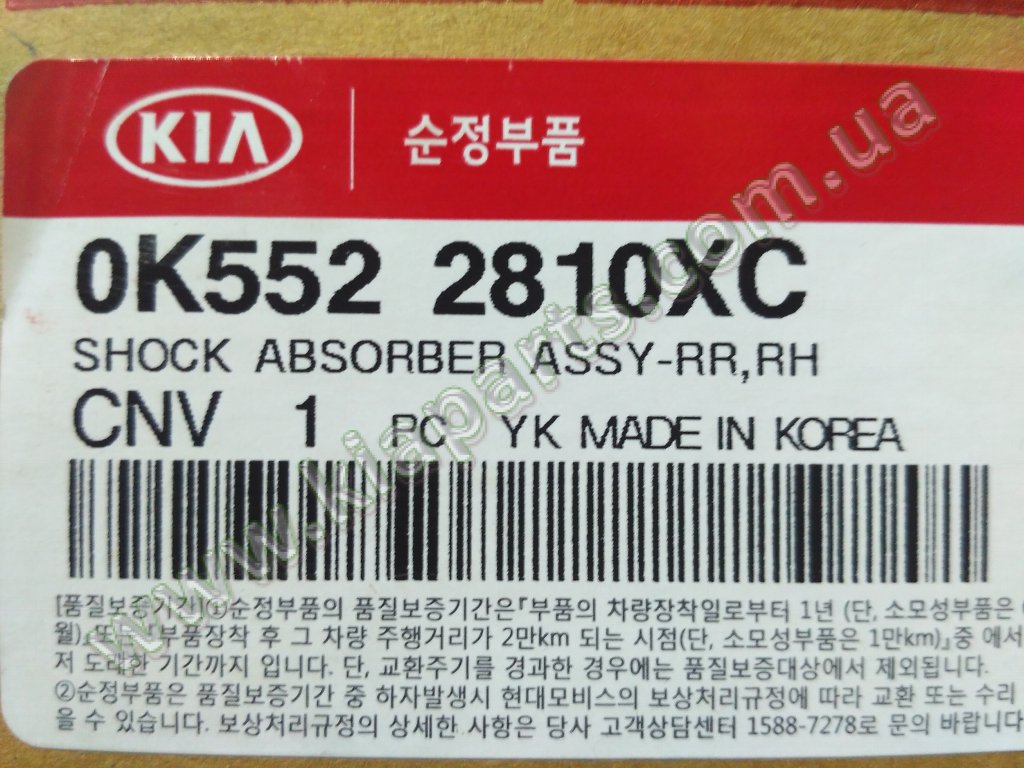 KIA 순정부품
0K552 2810XC
SHOCK ABSORBER ASSY-RR,RH
CNV 1 PC YK MADE IN KOREA
[품질보증기간]①순정부품의 품질보증기간은「부품의 차량장착일로부터 1년 (단, 소모성부품은
월)」또는「부품장착 후 그 차량 주행거리가 2만km 되는 시점(단, 소모성부품은 1만km)」중 에서
저 도래한 기간까지 입니다. 단, 교환주기를 경과한 경우에는 품질보증대상에서 제외됩니다.
②순정부품은 품질보증기간 중 하자발생시 현대모비스의 보상처리규정에 따라 교환 또는 수리
을 수 있습니다. 보상처리규정의 상세한 사항은 당사 고객상담센터 1588-7278로 문의 바랍니다
www.kiaparts.com.ua